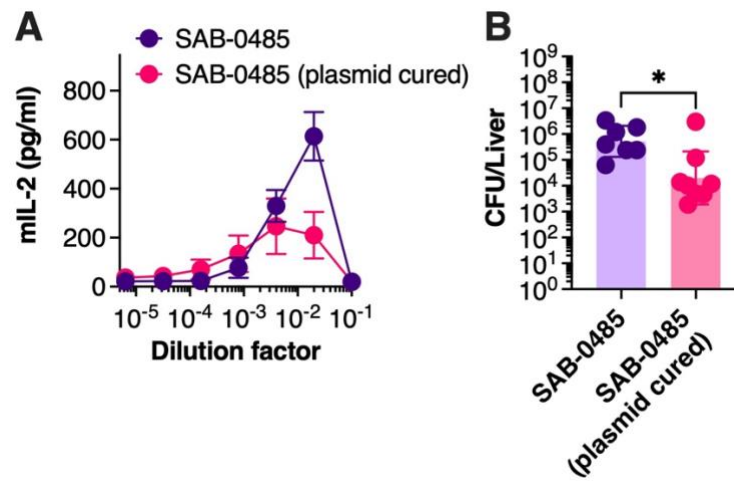 A
SAB-0485
SAB-0485 (plasmid cured)
mIL-2 (pg/ml)
800
600
400
200
0
10⁻⁵ 10⁻⁴ 10⁻³ 10⁻² 10⁻¹
Dilution factor
B
*
CFU/Liver
10⁹
10⁸
10⁷
10⁶
10⁵
10⁴
10³
10²
10¹
10⁰
SAB-0485
SAB-0485
(plasmid cured)